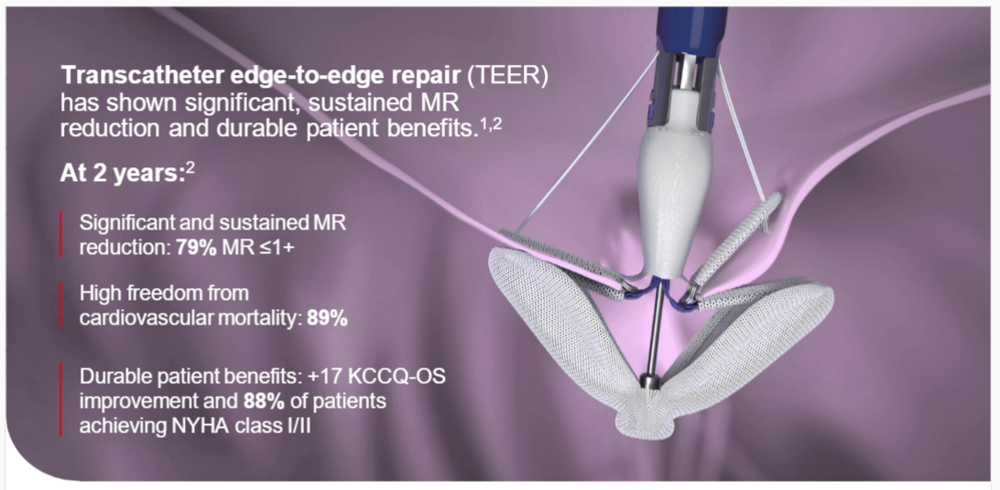 Transcatheter edge-to-edge repair (TEER)
has shown significant, sustained MR
reduction and durable patient benefits.1,2
At 2 years:2
Significant and sustained MR
reduction: 79% MR ≤1+
High freedom from
cardiovascular mortality: 89%
Durable patient benefits: +17 KCCQ-OS
improvement and 88% of patients
achieving NYHA class I/II